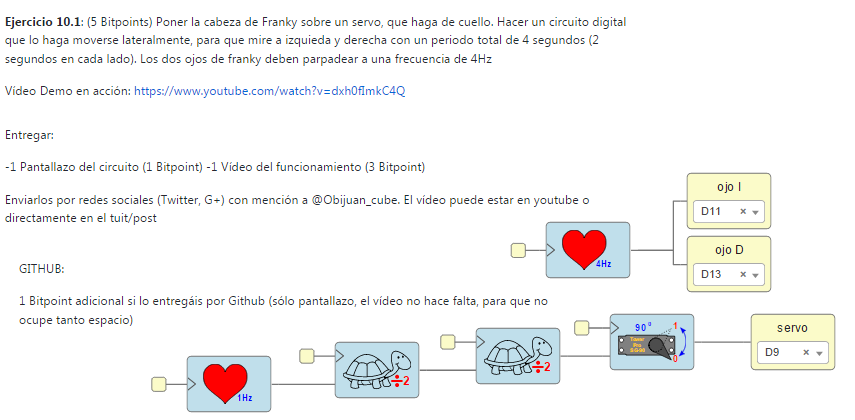 Ejercicio 10.1: (5 Bitpoints) Poner la cabeza de Franky sobre un servo, que haga de cuello. Hacer un circuito digital
que lo haga moverse lateralmente, para que mire a izquieda y derecha con un periodo total de 4 segundos (2
segundos en cada lado). Los dos ojos de franky deben parpadear a una frecuencia de 4Hz
Vídeo Demo en acción: https://www.youtube.com/watch?v=dxh0fImkC4Q
Entregar:
-1 Pantallazo del circuito (1 Bitpoint) -1 Vídeo del funcionamiento (3 Bitpoint)
Enviarlos por redes sociales (Twitter, G+) con mención a @Obijuan_cube. El vídeo puede estar en youtube o
directamente en el tuit/post
ojo I
D11
4Hz
ojo D
D13
GITHUB:
1 Bitpoint adicional si lo entregáis por Github (sólo pantallazo, el vídeo no hace falta, para que no
ocupe tanto espacio)
1Hz
÷2
÷2
90º
1
Tower
Pro
SG-90
0
servo
D9